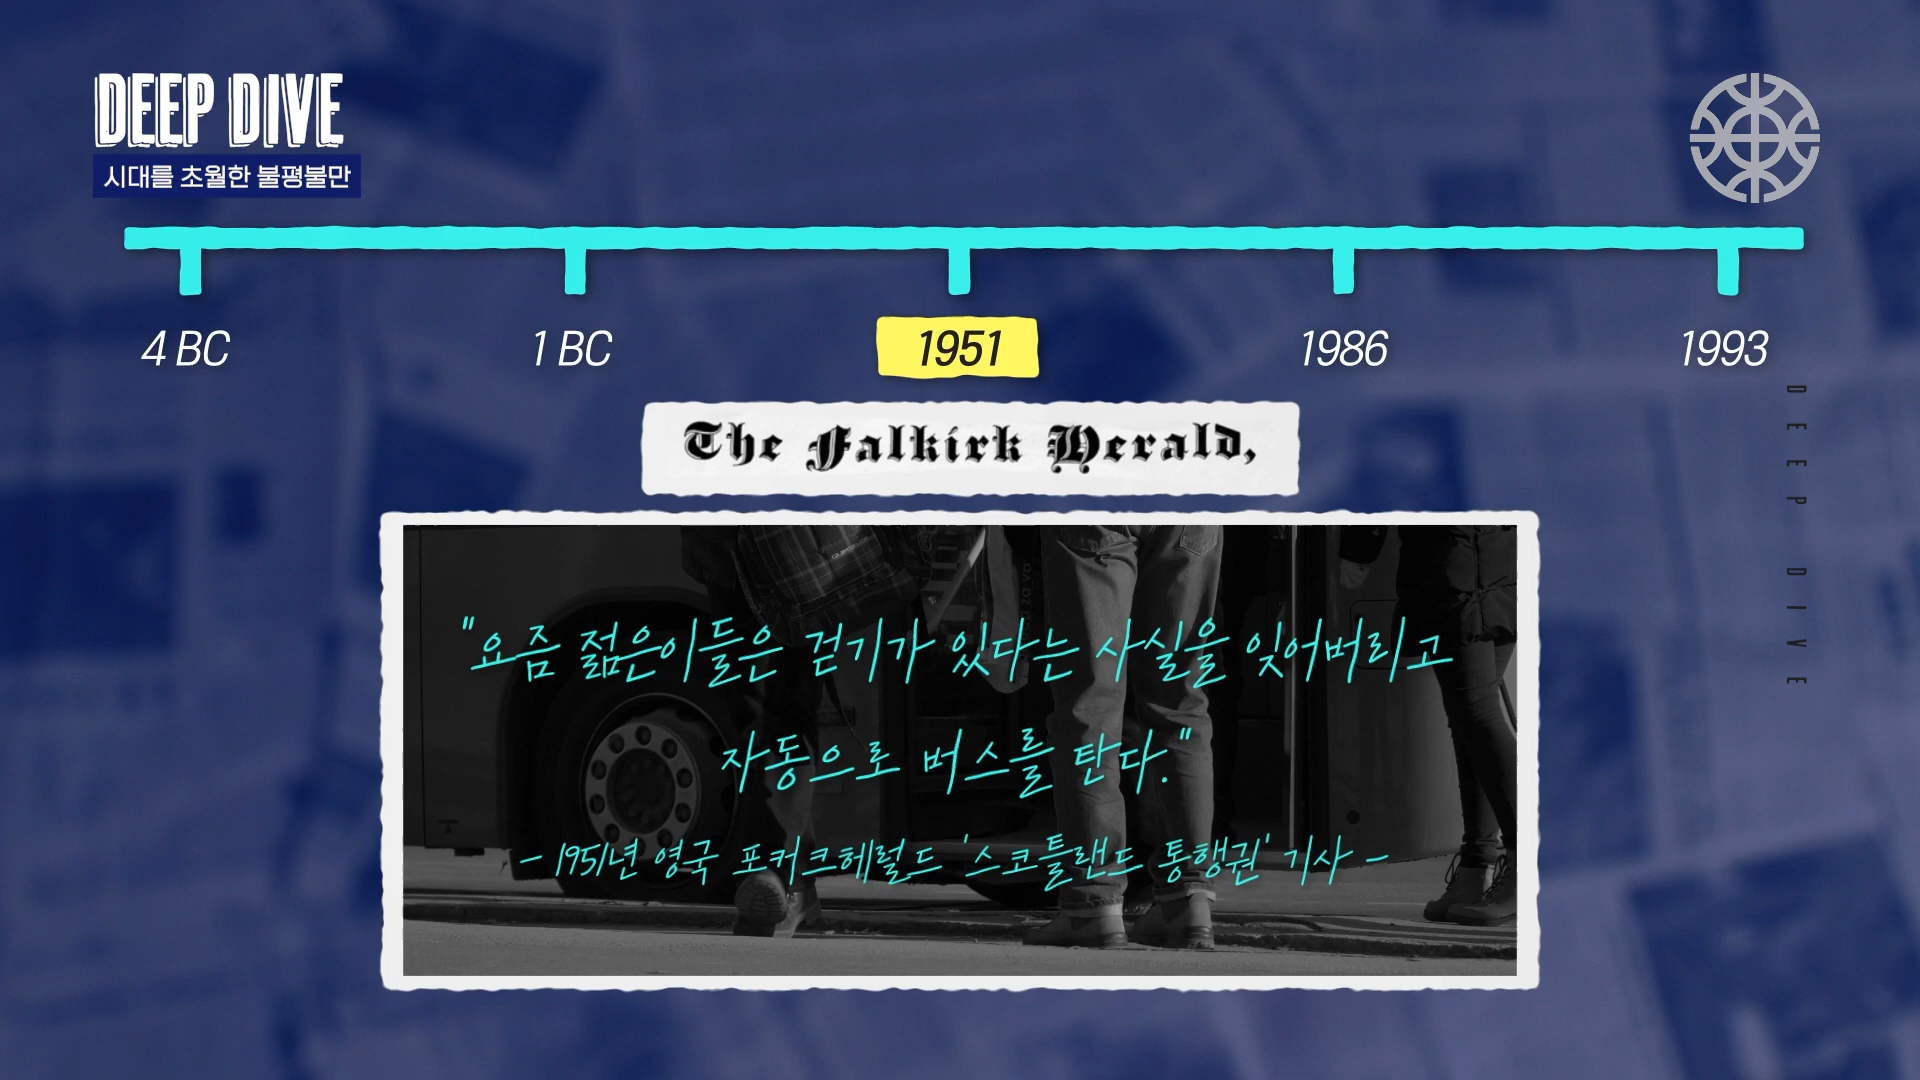 DEEP DIVE
시대를 초월한 불평불만
4 BC
1 BC
1951
1986
1993
The Falkirk Herald,
"요즘 젊은이들은 걷기가 있다는 사실을 잊어버리고
자동으로 버스를 탄다."
- 1951년 영국 포커크헤럴드 '스코틀랜드 통행권' 기사 -
DEEP DIVE